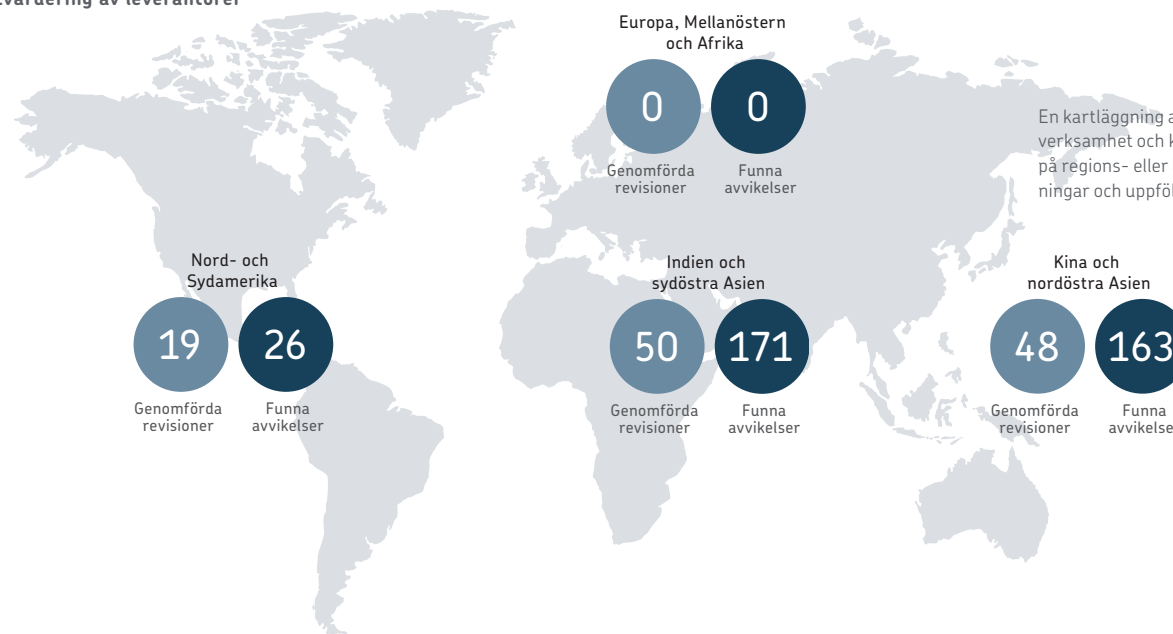 av leverantörer
Europa, Mellanöstern
och Afrika
0
0
Genomförda
revisioner
Funna
avvikelser
En kartläggning
verksamhet och
på regions- eller
ningar och
Nord- och
Sydamerika
19
26
Genomförda
revisioner
Funna
avvikelser
Indien och
sydöstra Asien
50
171
Genomförda
revisioner
Funna
avvikelser
Kina och
nordöstra Asien
48
163
Genomförda
revisioner
Funna
avvikelse